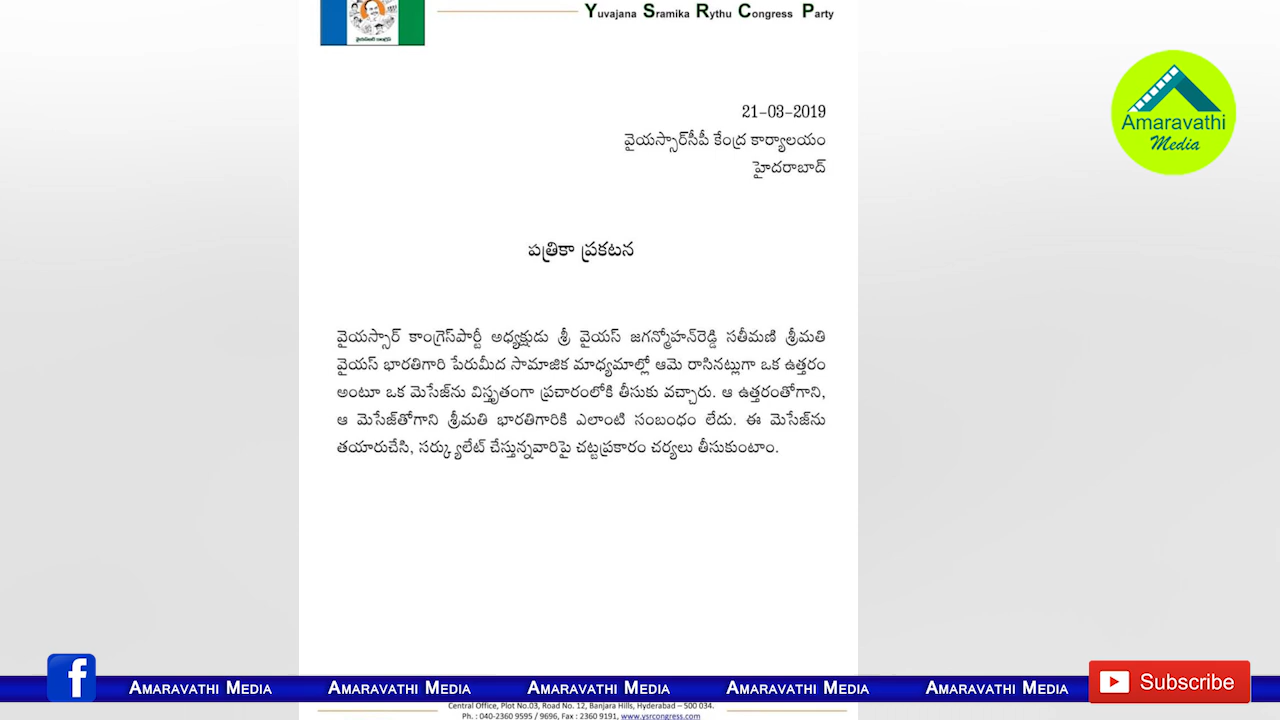 Yuvajana Sramika Rythu Congress Party
21-03-2019
వైయస్సార్‌సీపీ కేంద్ర కార్యాలయం
హైదరాబాద్
Amaravathi
Media
పత్రికా ప్రకటన
వైయస్సార్ కాంగ్రెస్‌పార్టీ అధ్యక్షుడు శ్రీ వైయస్ జగన్మోహన్‌రెడ్డి సతీమణి శ్రీమతి
వైయస్ భారతిగారి పేరుమీద సామాజిక మాధ్యమాల్లో ఆమె రాసినట్లుగా ఒక ఉత్తరం
అంటూ ఒక మెసేజ్‌ను విస్తృతంగా ప్రచారంలోకి తీసుకు వచ్చారు. ఆ ఉత్తరంతోగాని,
ఆ మెసేజ్‌తోగాని శ్రీమతి భారతిగారికి ఎలాంటి సంబంధం లేదు. ఈ మెసేజ్‌ను
తయారుచేసి, సర్క్యులేట్ చేస్తున్నవారిపై చట్టప్రకారం చర్యలు తీసుకుంటాం.
f Amaravathi Media Amaravathi Media Amaravathi Media Amaravathi Media Amaravathi Media Subscribe
Central Office, Plot No.03, Road No. 12, Banjara Hills, Hyderabad – 500 034.
Ph. : 040-2360 9595 / 9696, Fax : 2360 9191, www.ysrcongress.com